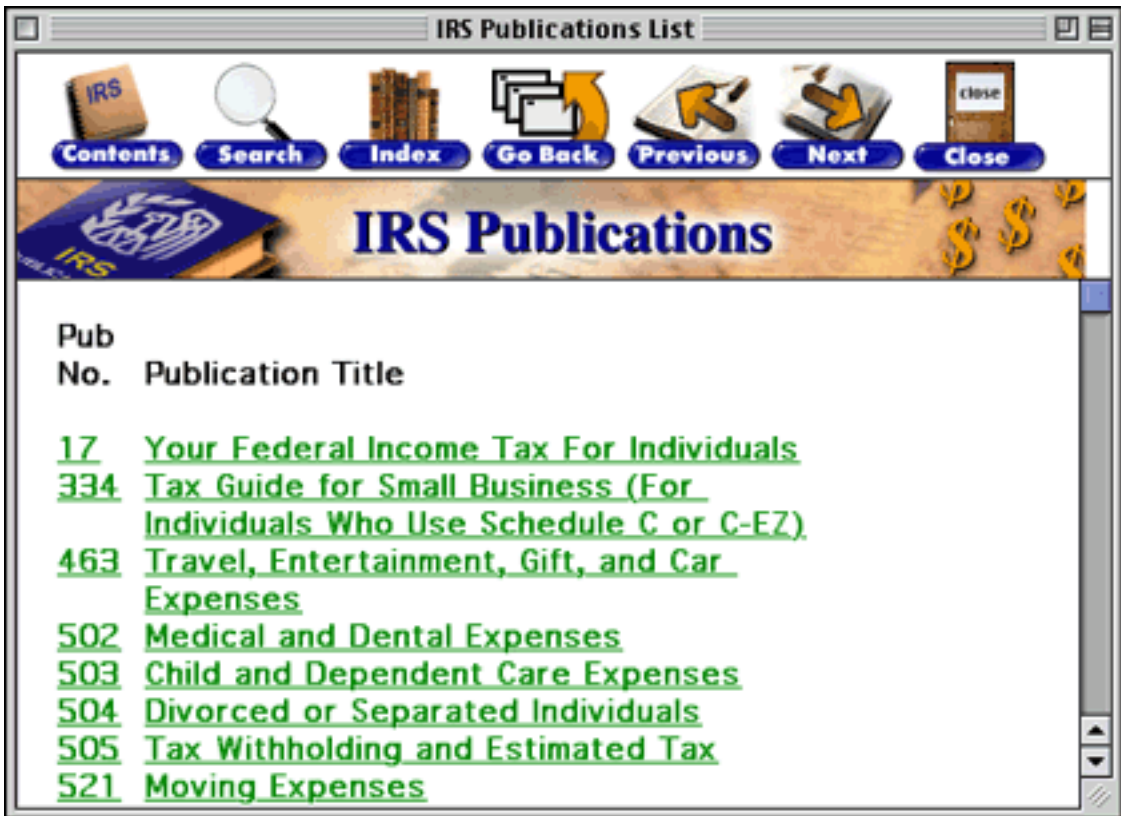 IRS Publications List
IRS
close
Contents Search Index Go Back Previous Next Close
IRS Publications
IRS
Pub
No. Publication Title
17 Your Federal Income Tax For Individuals
334 Tax Guide for Small Business (For
Individuals Who Use Schedule C or C-EZ)
463 Travel, Entertainment, Gift, and Car
Expenses
502 Medical and Dental Expenses
503 Child and Dependent Care Expenses
504 Divorced or Separated Individuals
505 Tax Withholding and Estimated Tax
521 Moving Expenses